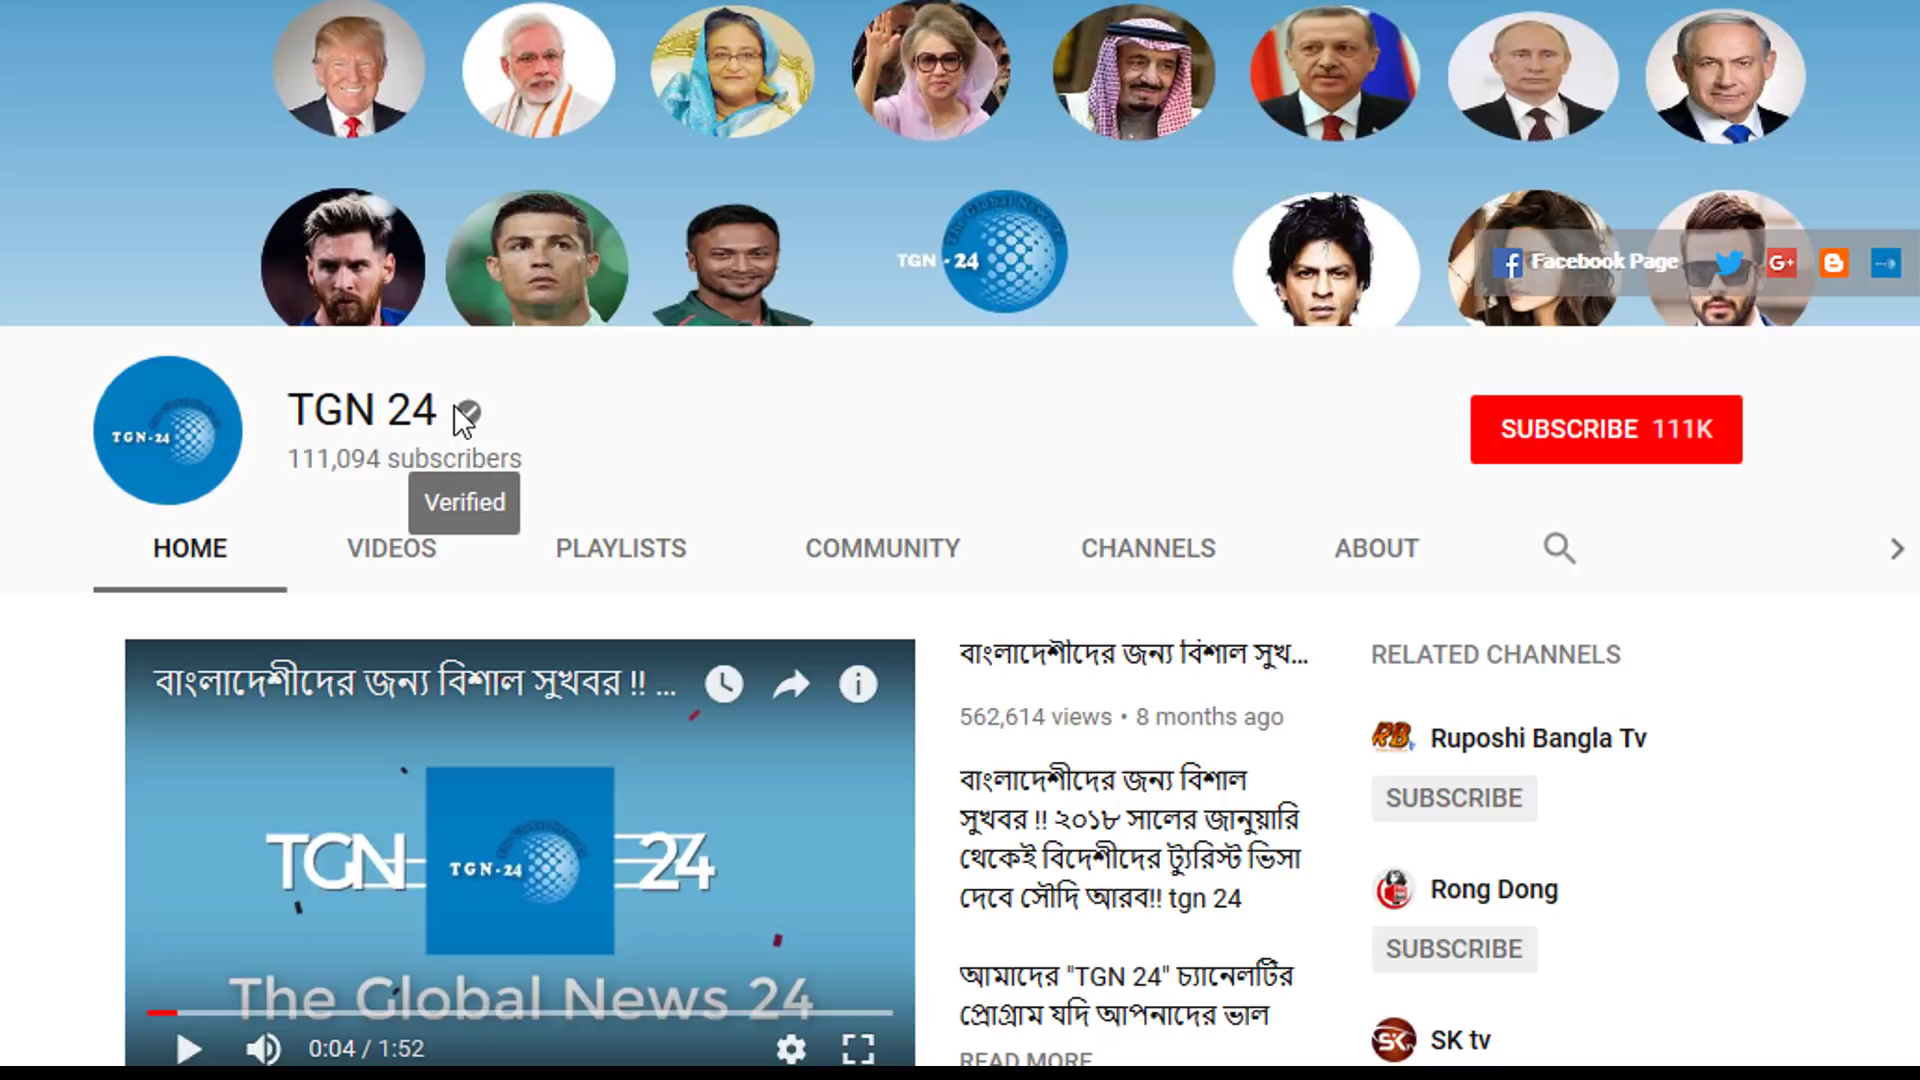 TGN - 24
Facebook Page
TGN-24
TGN 24
111,094 subscribers
SUBSCRIBE 111K
Verified
HOME
VIDEOS
PLAYLISTS
COMMUNITY
CHANNELS
ABOUT
বাংলাদেশীদের জন্য বিশাল সুখবর !! ...
TGN 24
TGN-24
The Global News 24
0:04 / 1:52
বাংলাদেশীদের জন্য বিশাল সুখ...
562,614 views • 8 months ago
বাংলাদেশীদের জন্য বিশাল
সুখবর !! ২০১৮ সালের জানুয়ারি
থেকেই বিদেশীদের ট্যুরিস্ট ভিসা
দেবে সৌদি আরব!! tgn 24
আমাদের "TGN 24" চ্যানেলটির
প্রোগ্রাম যদি আপনাদের ভাল
READ MORE
RELATED CHANNELS
Ruposhi Bangla Tv
SUBSCRIBE
Rong Dong
SUBSCRIBE
SK tv